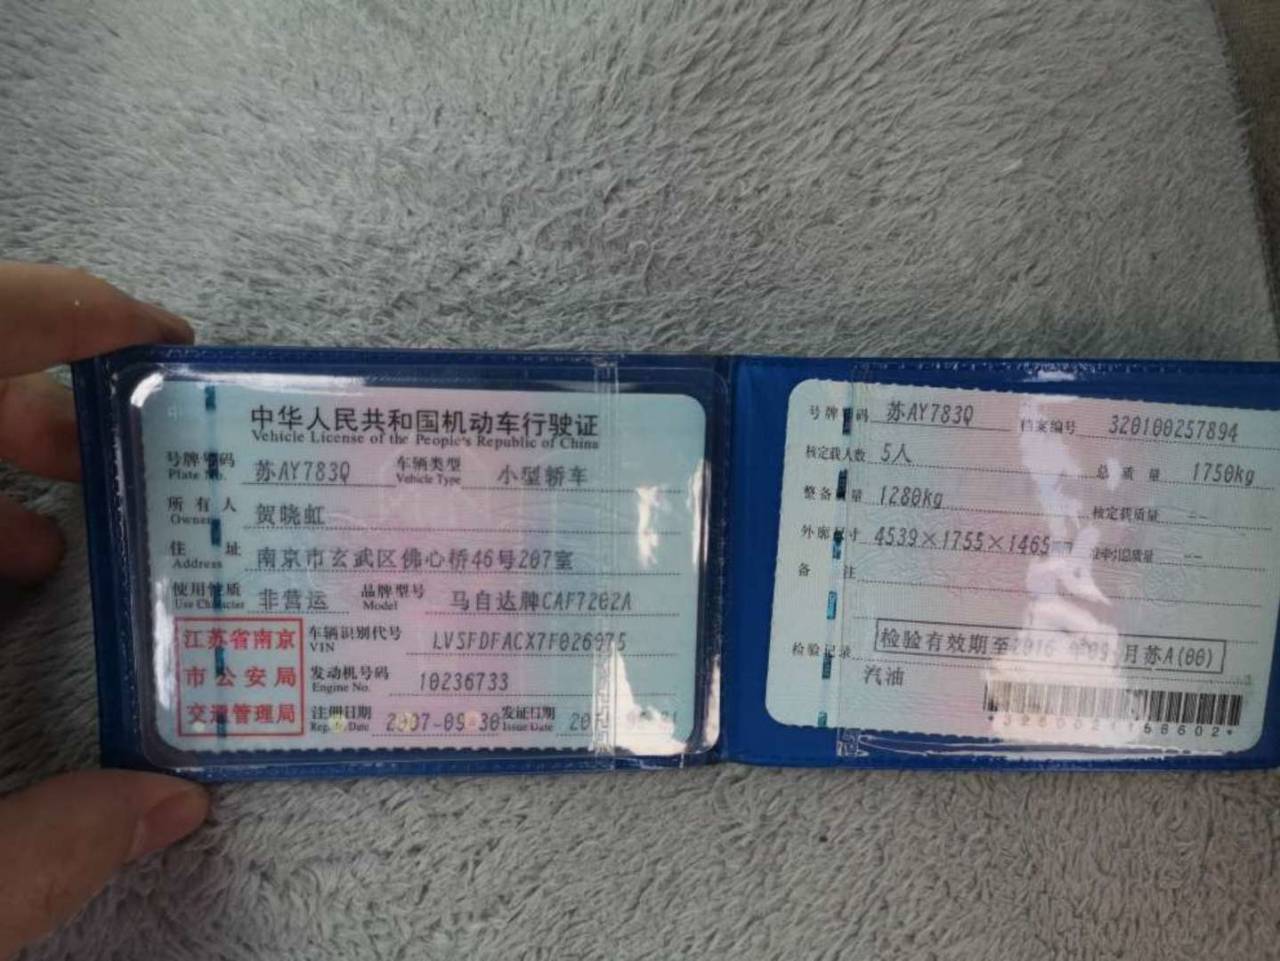 中华人民共和国机动车行驶证
Vehicle License of the People's Republic of China
号牌号码 苏AY783Q 车辆类型 小型轿车
Plate No. Vehicle Type
所有人 贺晓虹
Owner
住址 南京市玄武区佛心桥46号207室
Address
使用性质 非营运 品牌型号 马自达牌CAF7202A
Use Character Model
江苏省南京
市公安局
交通管理局
车辆识别代号 LVSFDFACX7F026975
VIN
发动机号码 10236733
Engine No.
注册日期 2007-09-30 发证日期
Register Date Issue Date
号牌号码 苏AY783Q 档案编号 320100257894
核定载人数 5人 总质量 1750kg
整备质量 1280kg 核定载质量 --
外廓尺寸 4539×1755×1465 准牵引总质量 --
备注
检验记录 检验有效期至2016 09月苏A(00)
汽油